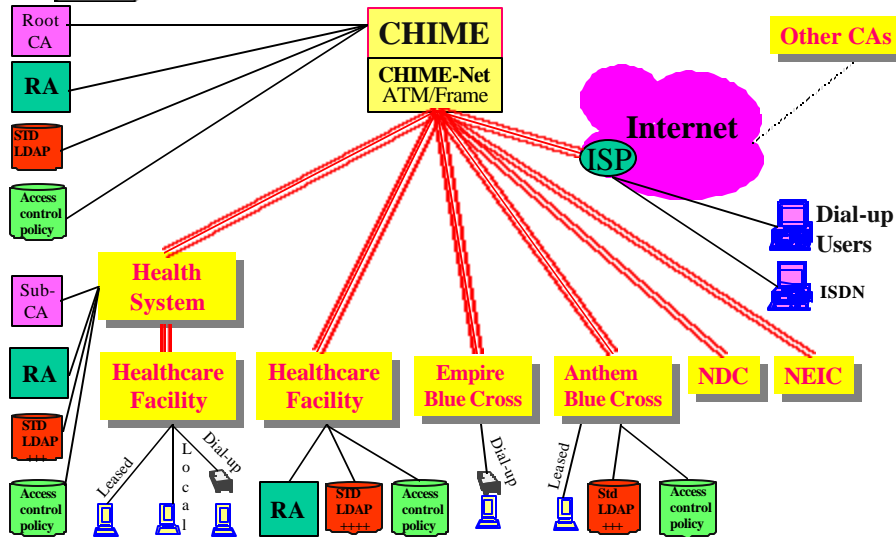 Root
CA
CHIME
Other CAs
RA
CHIME-Net
ATM/Frame
STD
LDAP
Internet
ISP
Access
control
policy
Dial-up
Users
ISDN
Health
System
Sub-
CA
RA
Healthcare
Facility
Healthcare
Facility
Empire
Blue Cross
Anthem
Blue Cross
NDC
NEIC
STD
LDAP
+++
Leased
Local
Dial-up
Dial-up
Leased
Access
control
policy
RA
STD
LDAP
++++
Access
control
policy
Std
LDAP
+++
Access
control
policy